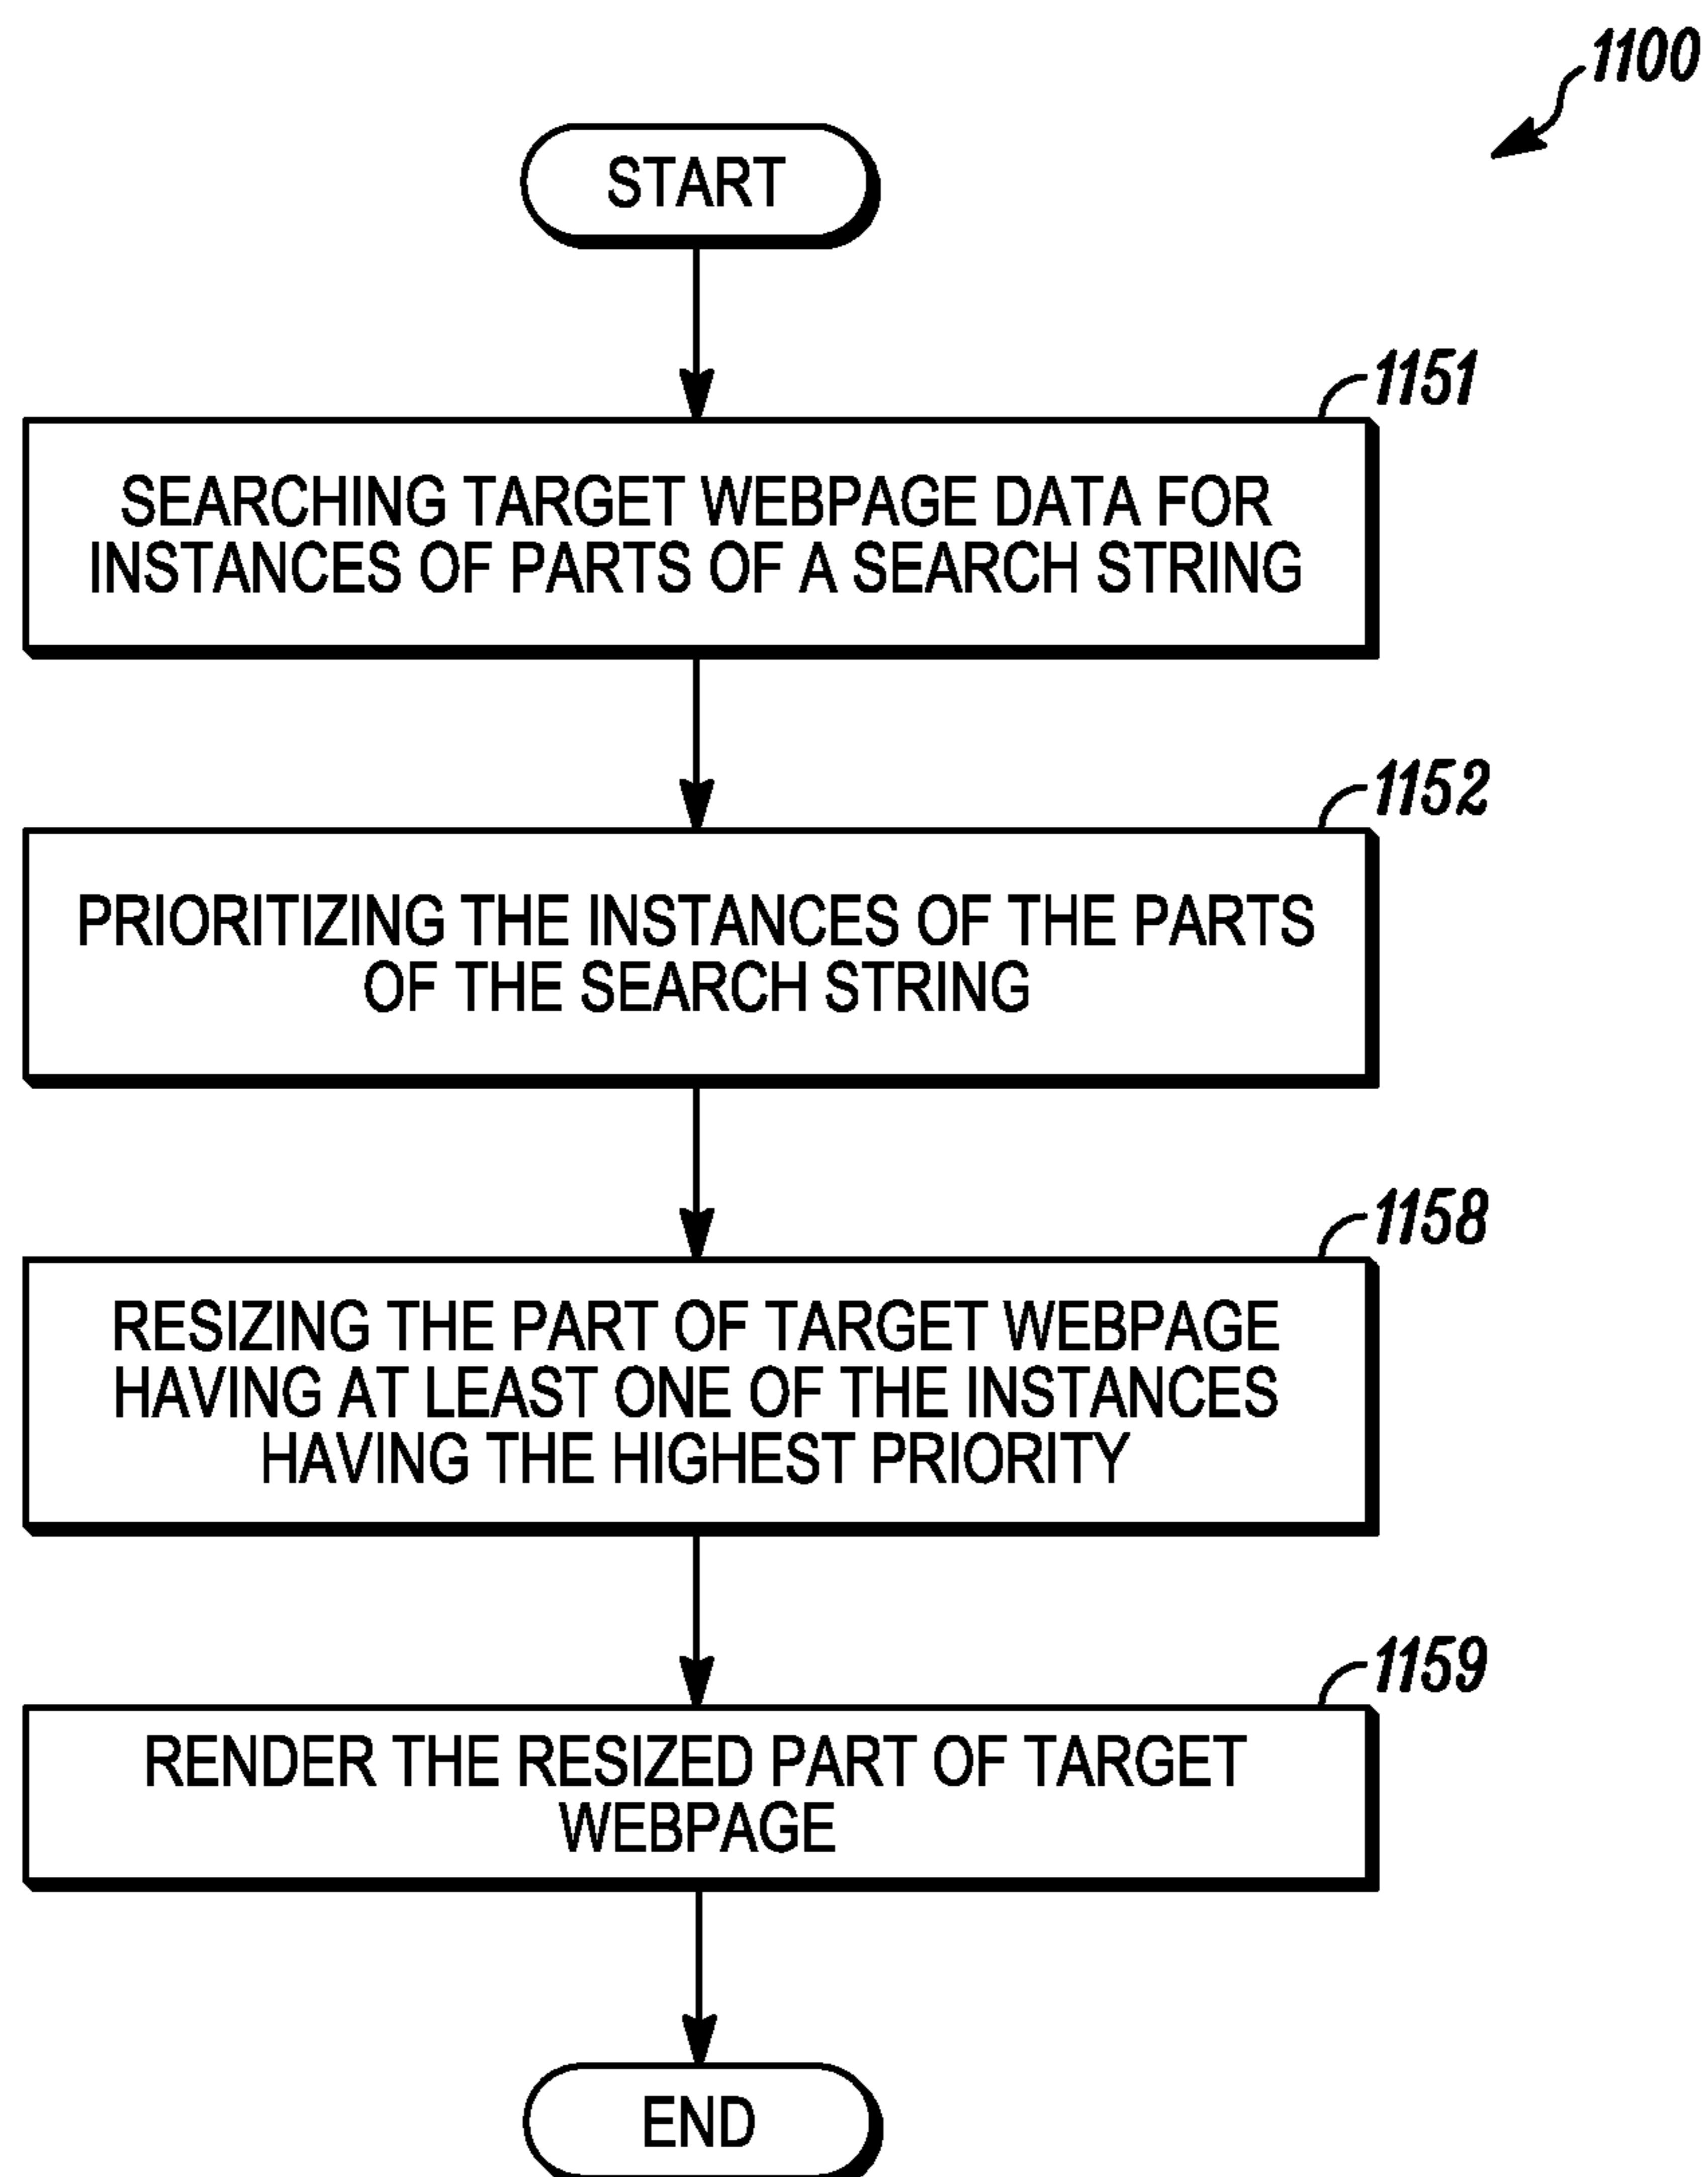 1100
START
1151
SEARCHING TARGET WEBPAGE DATA FOR
INSTANCES OF PARTS OF A SEARCH STRING
1152
PRIORITIZING THE INSTANCES OF THE PARTS
OF THE SEARCH STRING
1158
RESIZING THE PART OF TARGET WEBPAGE
HAVING AT LEAST ONE OF THE INSTANCES
HAVING THE HIGHEST PRIORITY
1159
RENDER THE RESIZED PART OF TARGET
WEBPAGE
END